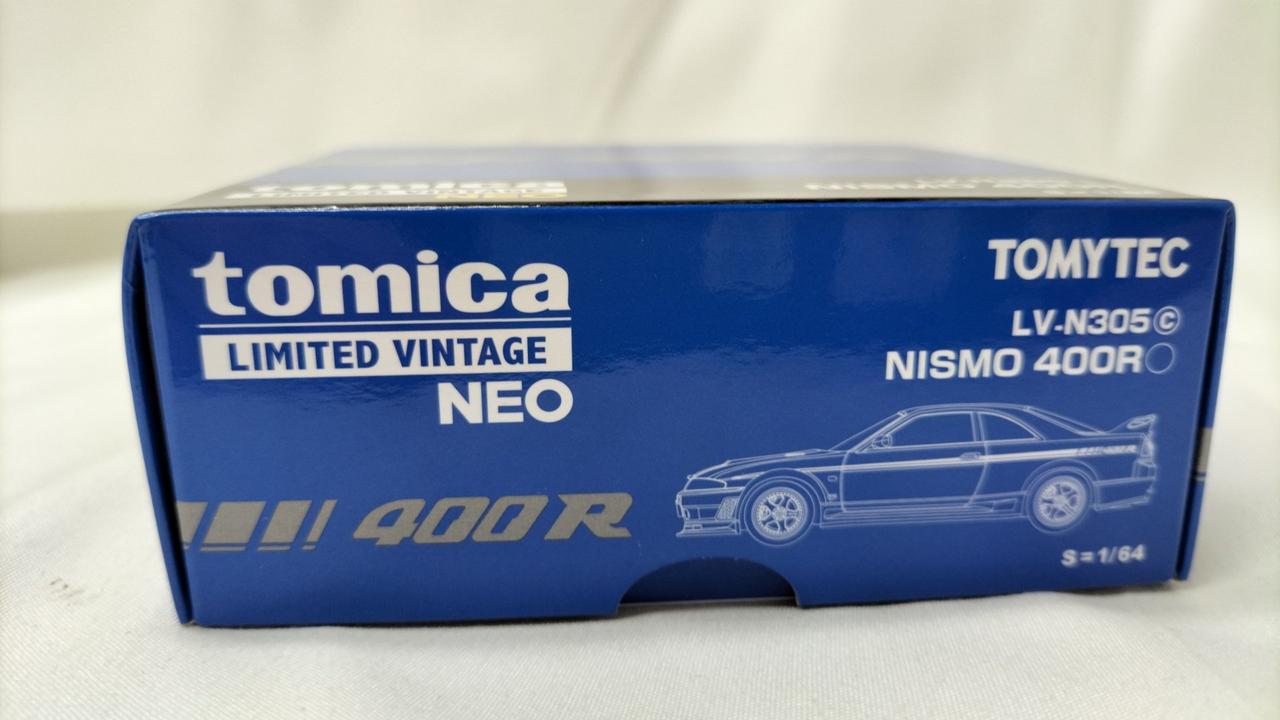 tomica
LIMITED VINTAGE
NEO
TOMYTEC
LV-N305©
NISMO 400R○
400R
S=1/64